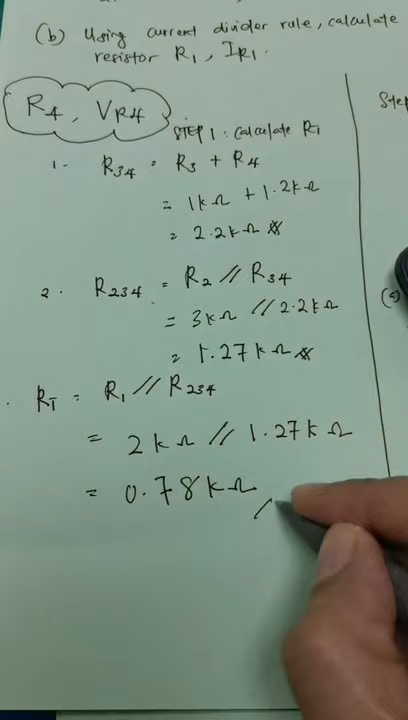 (b) Using current divider rule, calculate
resistor R1, IR1.
R4, VR4
STEP 1: Calculate RT
1. R34 = R3 + R4
= 1kΩ + 1.2kΩ
= 2.2kΩ
2. R234 = R2 // R34
= 3kΩ // 2.2kΩ
= 1.27kΩ
. RT = R1 // R234
= 2kΩ // 1.27kΩ
= 0.78kΩ
Step
(a)